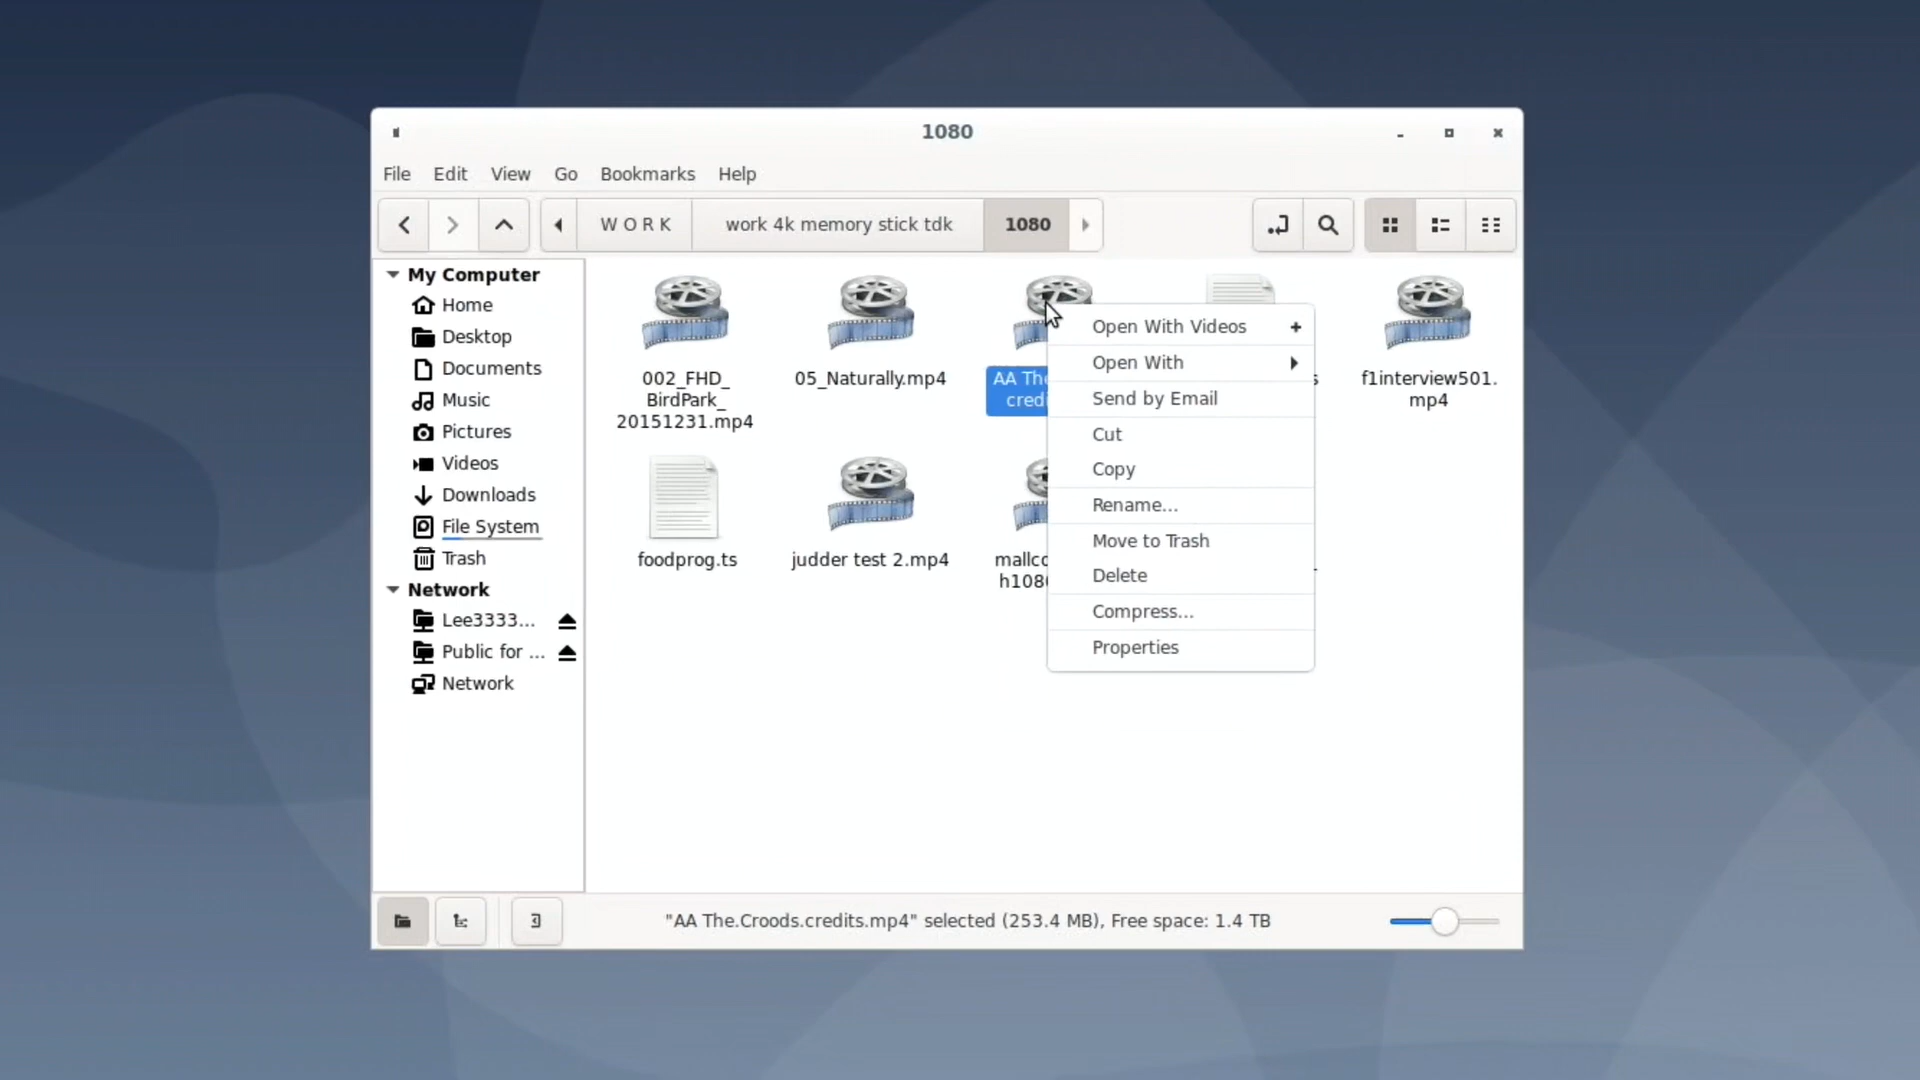 1080
File Edit View Go Bookmarks Help
W O R K work 4k memory stick tdk 1080
My Computer
Home
Desktop
Documents
Music
Pictures
Videos
Downloads
File System
Trash
Network
Lee3333...
Public for ...
Network
002_FHD_
BirdPark_
20151231.mp4
05_Naturally.mp4
AA The
credi
s
f1interview501.
mp4
foodprog.ts
judder test 2.mp4
mallco
h1080
Open With Videos +
Open With
Send by Email
Cut
Copy
Rename...
Move to Trash
Delete
Compress...
Properties
"AA The.Croods.credits.mp4" selected (253.4 MB), Free space: 1.4 TB